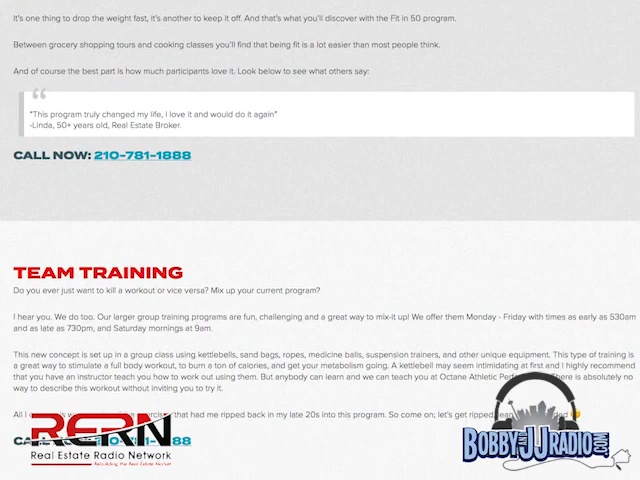 It's one thing to drop the weight fast, it's another to keep it off. And that's what you'll discover with the Fit in 50 program.
Between grocery shopping tours and cooking classes you'll find that being fit is a lot easier than most people think.
And of course the best part is how much participants love it. Look below to see what others say:
"This program truly changed my life, I love it and would do it again"
-Linda, 50+ years old, Real Estate Broker.
CALL NOW: 210-781-1888
TEAM TRAINING
Do you ever just want to kill a workout or vice versa? Mix up your current program?
I hear you. We do too. Our larger group training programs are fun, challenging and a great way to mix-it up! We offer them Monday - Friday with times as early as 530am
and as late as 730pm, and Saturday mornings at 9am.
This new concept is set up in a group class using kettlebells, sand bags, ropes, medicine balls, suspension trainers, and other unique equipment. This type of training is
a great way to stimulate a full body workout, to burn a ton of calories, and get your metabolism going. A kettlebell may seem intimidating at first and I highly recommend
that you have an instructor teach you how to work out using them. But anybody can learn and we can teach you at Octane Athletic There is absolutely no
way to describe this workout without inviting you to try it.
All I that had me ripped back in my late 20s into this program. So come on; let's get ripped,
RERN
Real Estate Radio Network
Rebuilding the Real Estate Market
BOBBY AND JJRADIO.COM